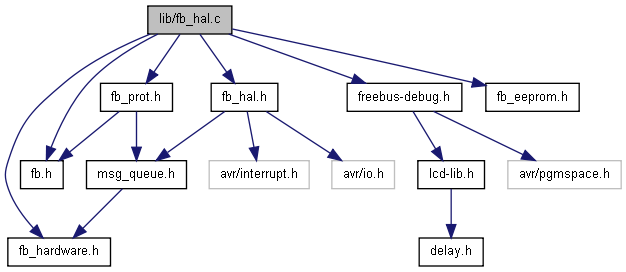 lib/fb_hal.c
fb_prot.h
fb_hal.h
freebus-debug.h
fb_eeprom.h
fb.h
msg_queue.h
avr/interrupt.h
avr/io.h
lcd-lib.h
avr/pgmspace.h
fb_hardware.h
delay.h